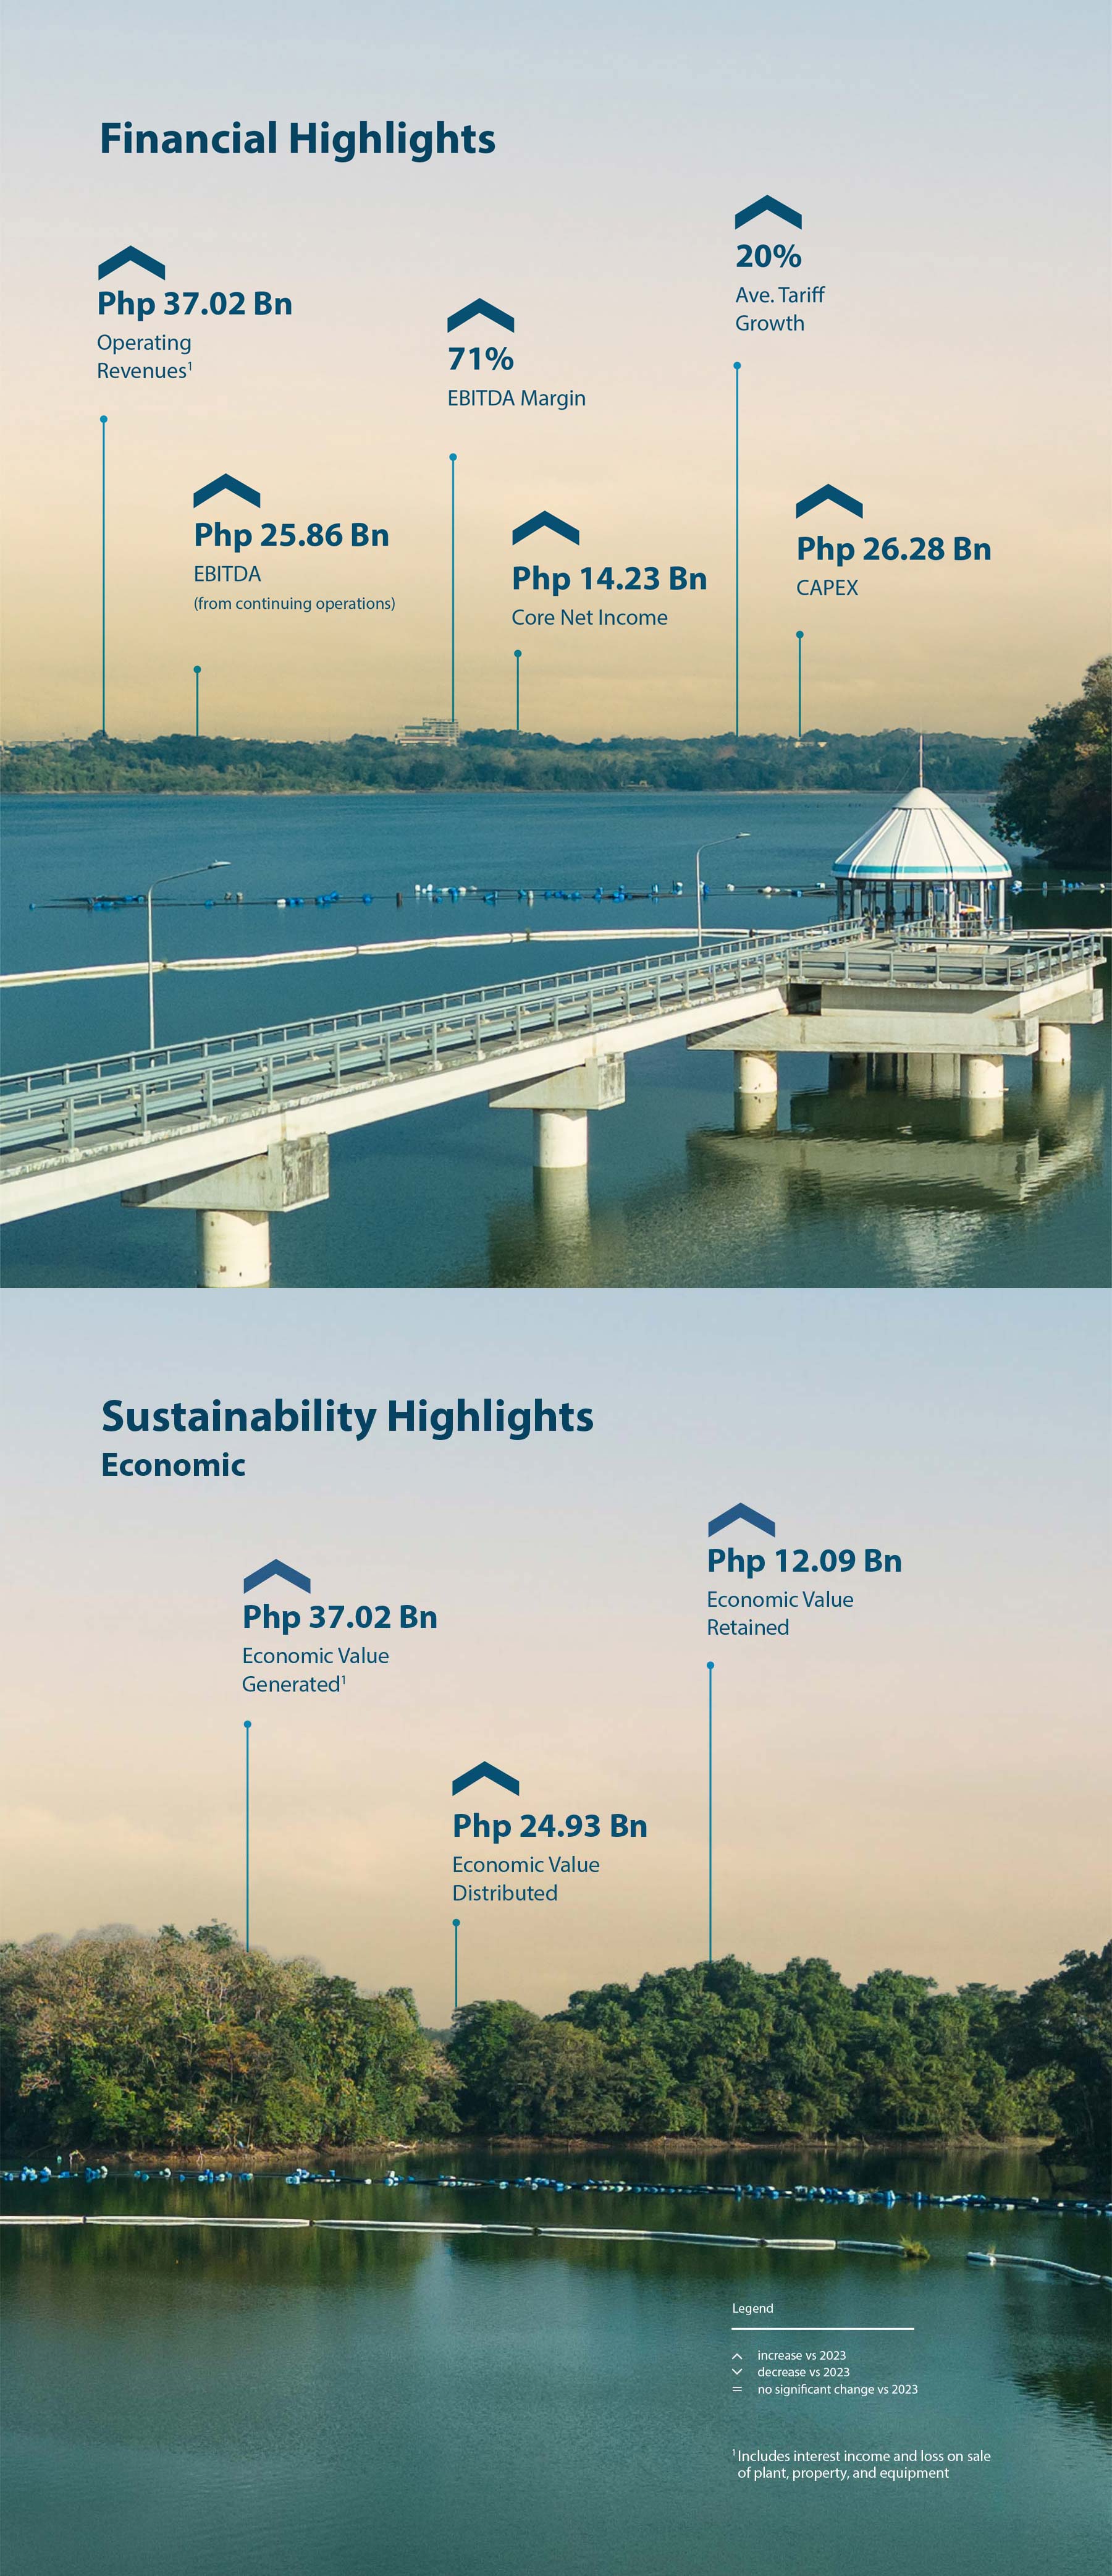 Financial Highlights
Php 37.02 Bn
Operating
Revenues¹
71%
EBITDA Margin
20%
Ave. Tariff
Growth
Php 25.86 Bn
EBITDA
(from continuing operations)
Php 14.23 Bn
Core Net Income
Php 26.28 Bn
CAPEX
Sustainability Highlights
Economic
Php 37.02 Bn
Economic Value
Generated¹
Php 12.09 Bn
Economic Value
Retained
Php 24.93 Bn
Economic Value
Distributed
Legend
increase vs 2023
decrease vs 2023
= no significant change vs 2023
¹ Includes interest income and loss on sale
of plant, property, and equipment